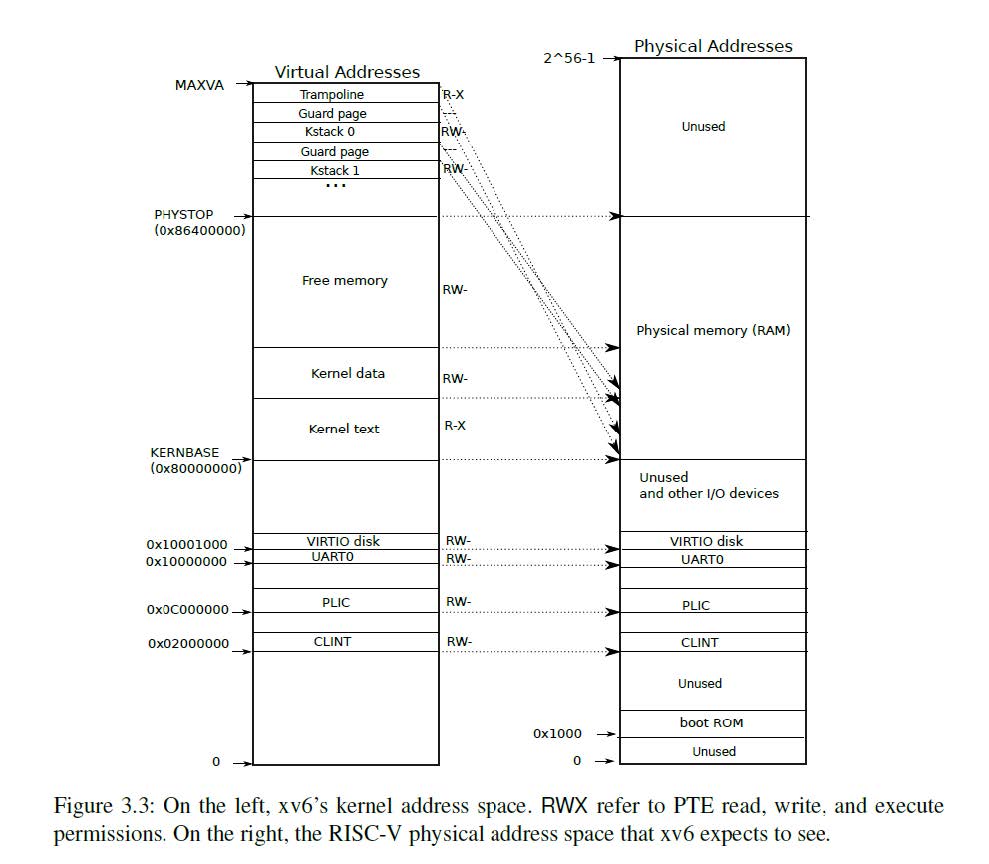 Physical Addresses
2^56-1
Virtual Addresses
MAXVA
Trampoline
R-X
Guard page
---
Unused
Kstack 0
RW-
Guard page
---
Kstack 1
RW-
...
PHYSTOP
(0x86400000)
Free memory
RW-
Physical memory (RAM)
Kernel data
RW-
Kernel text
R-X
KERNBASE
(0x80000000)
Unused
and other I/O devices
0x10001000
VIRTIO disk
RW-
VIRTIO disk
0x10000000
UART0
RW-
UART0
0x0C000000
PLIC
RW-
PLIC
0x02000000
CLINT
RW-
CLINT
Unused
boot ROM
0x1000
Unused
0
0
Figure 3.3: On the left, xv6's kernel address space. RWX refer to PTE read, write, and execute
permissions. On the right, the RISC-V physical address space that xv6 expects to see.